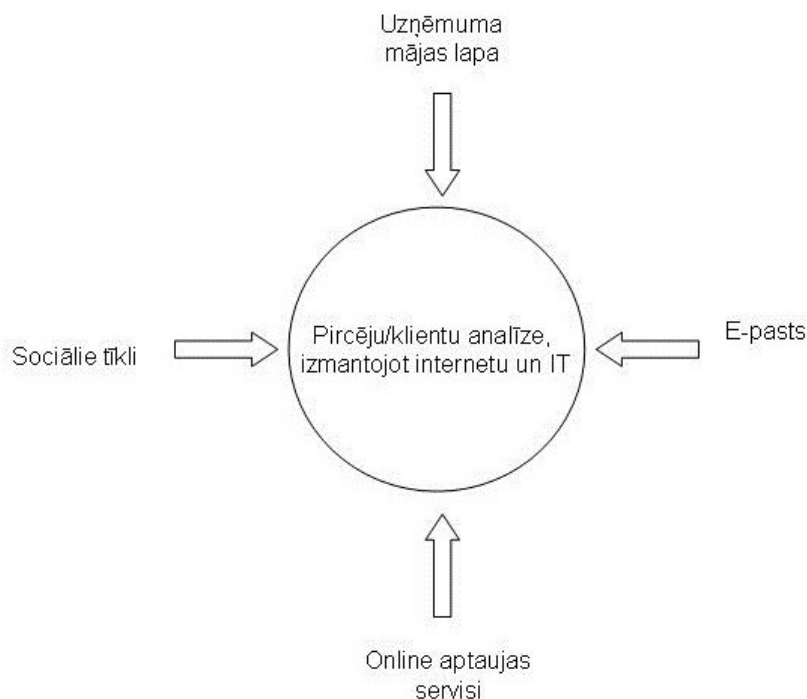 Uzņēmuma
mājas lapa
Pircēju/klientu analīze,
izmantojot internetu un IT
Sociālie tīkli
E-pasts
Online aptaujas
servisi